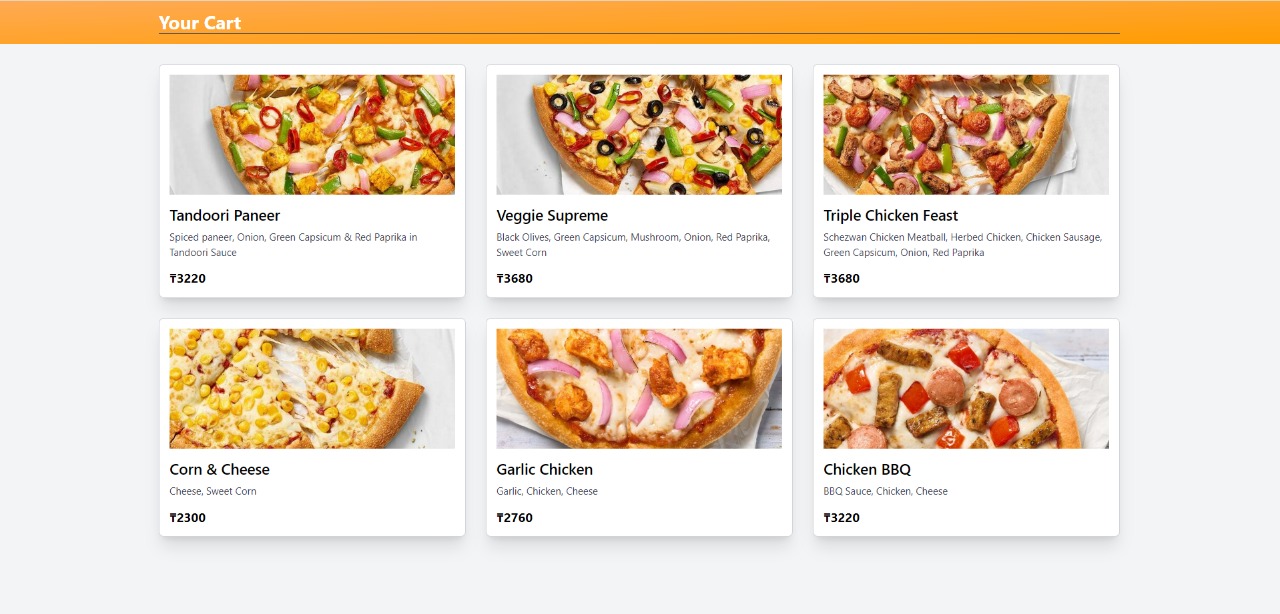 Your Cart
Tandoori Paneer
Spiced paneer, Onion, Green Capsicum & Red Paprika in
Tandoori Sauce
₸3220
Veggie Supreme
Black Olives, Green Capsicum, Mushroom, Onion, Red Paprika,
Sweet Corn
₸3680
Triple Chicken Feast
Schezwan Chicken Meatball, Herbed Chicken, Chicken Sausage,
Green Capsicum, Onion, Red Paprika
₸3680
Corn & Cheese
Cheese, Sweet Corn
₸2300
Garlic Chicken
Garlic, Chicken, Cheese
₸2760
Chicken BBQ
BBQ Sauce, Chicken, Cheese
₸3220